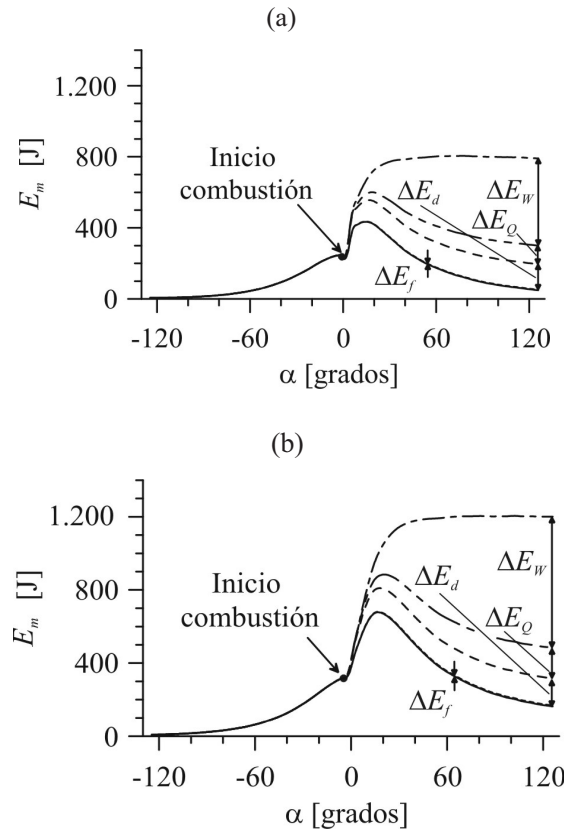 (a)
E_m [J]
1.200
800
400
0
Inicio
combustión
ΔE_d
ΔE_W
ΔE_Q
ΔE_f
-120
-60
0
60
120
α [grados]
(b)
E_m [J]
1.200
800
400
0
Inicio
combustión
ΔE_d
ΔE_W
ΔE_Q
ΔE_f
-120
-60
0
60
120
α [grados]